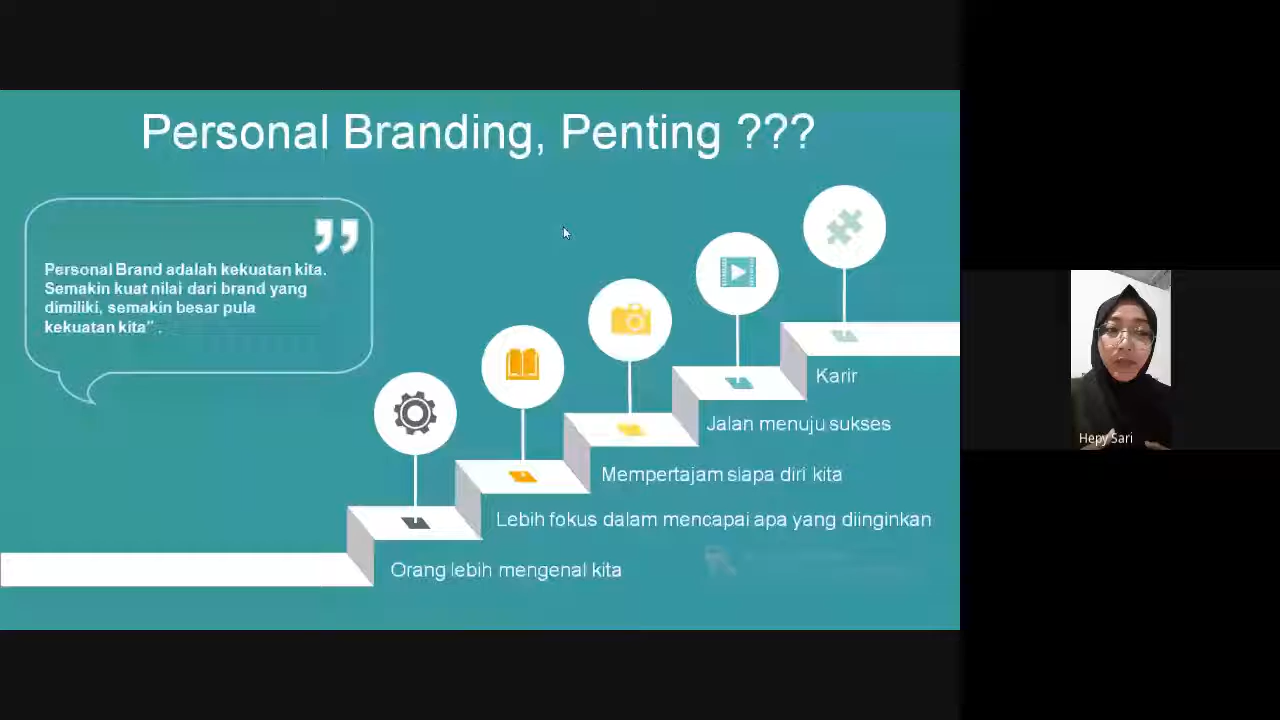 Personal Branding, Penting ???
”
Personal Brand adalah kekuatan kita.
Semakin kuat nilai dari brand yang
dimiliki, semakin besar pula
kekuatan kita” .
Karir
Jalan menuju sukses
Mempertajam siapa diri kita
Lebih fokus dalam mencapai apa yang diinginkan
Orang lebih mengenal kita
Hepy Sari